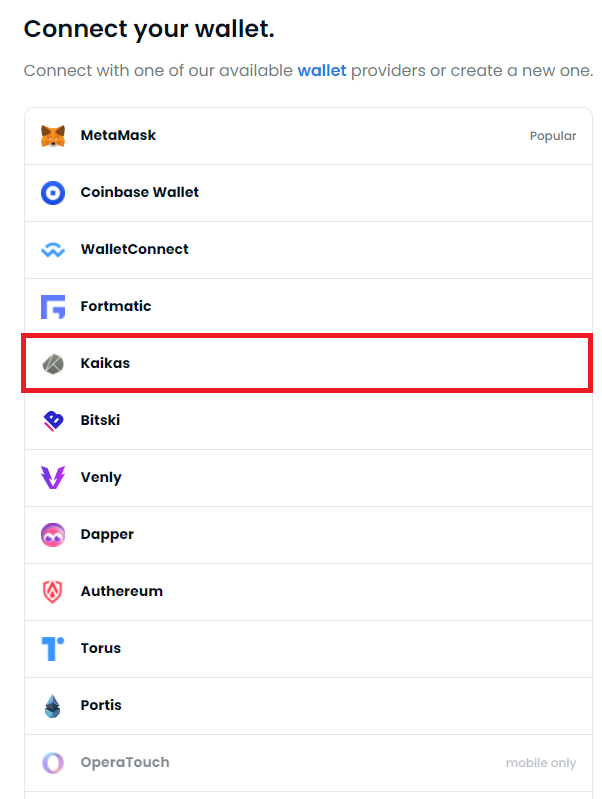 Connect your wallet.
Connect with one of our available wallet providers or create a new one.
MetaMask Popular
Coinbase Wallet
WalletConnect
Fortmatic
Kaikas
Bitski
Venly
Dapper
Authereum
Torus
Portis
OperaTouch mobile only